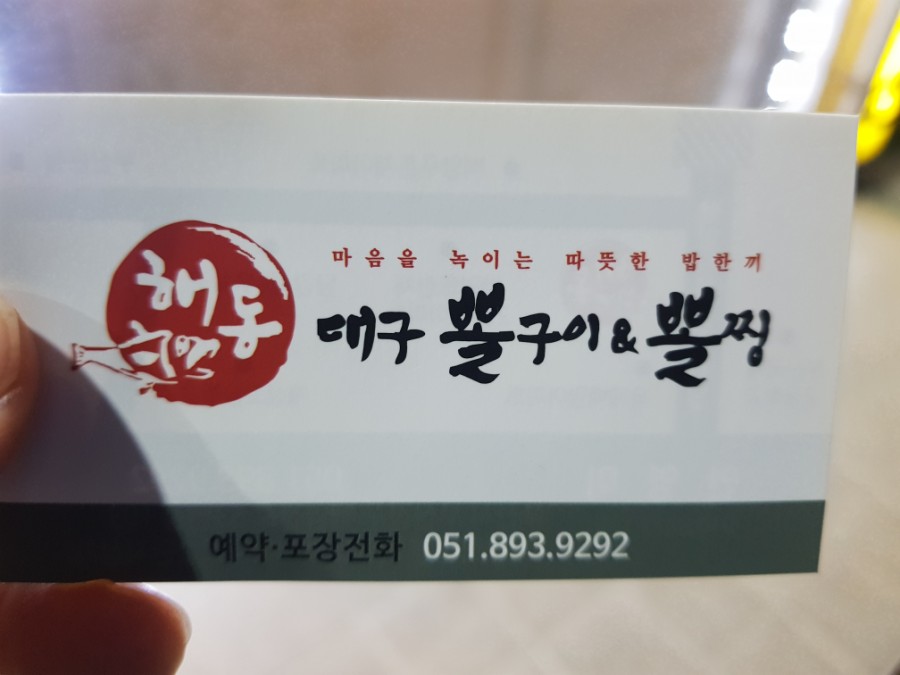 해동
마음을 녹이는 따뜻한 밥한끼
대구 뽈구이 & 뽈찜
예약·포장전화 051.893.9292